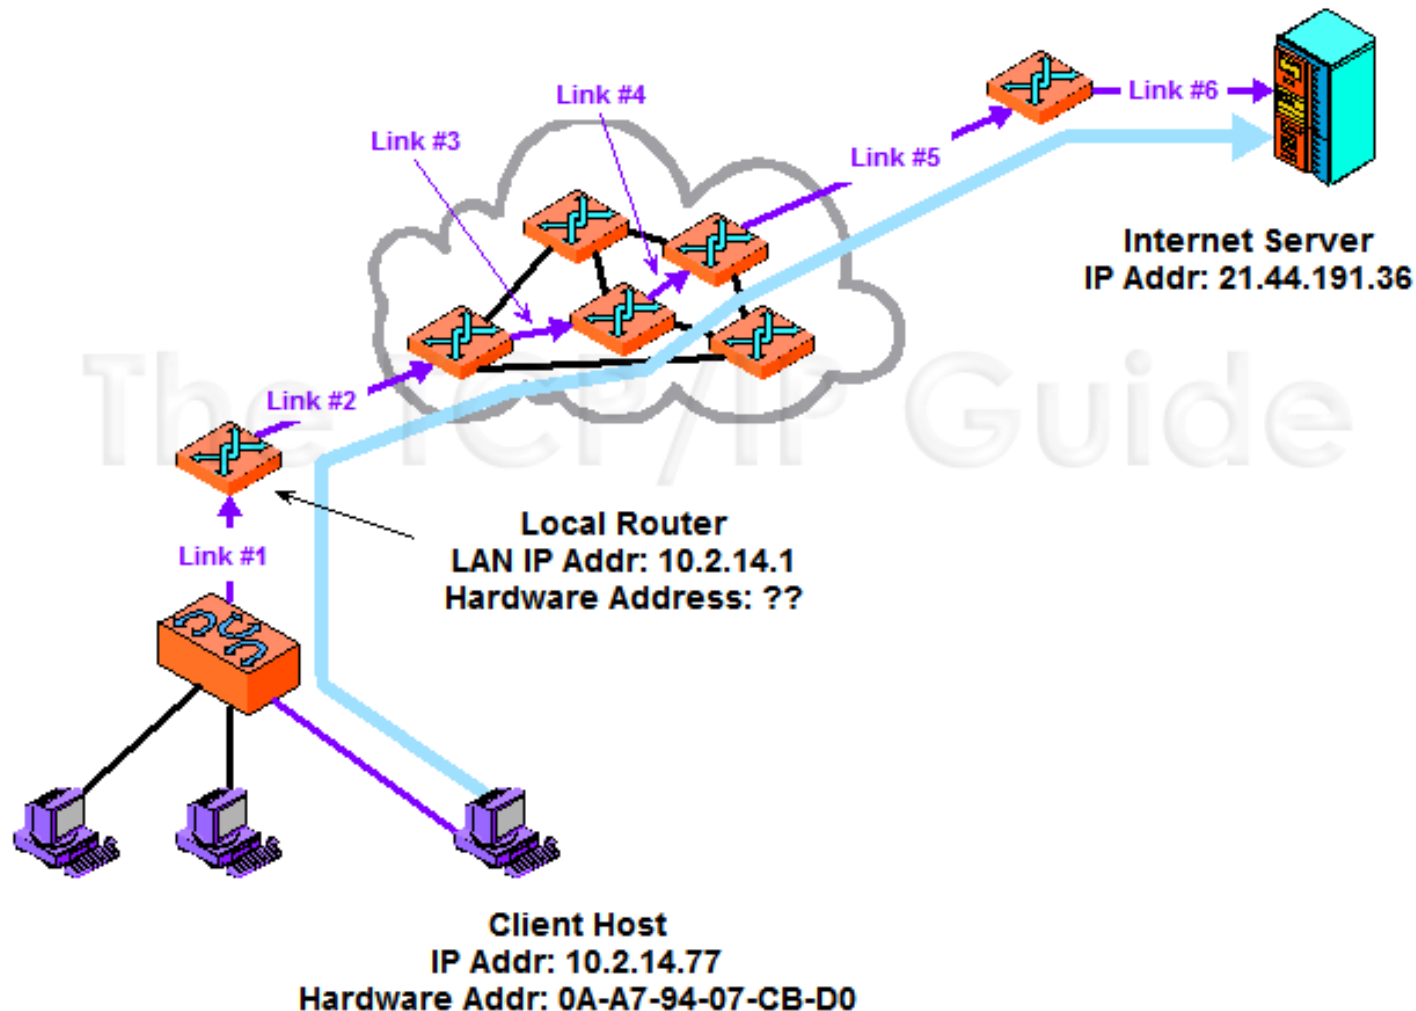 Link #4
Link #6
Link #3
Link #5
Internet Server
IP Addr: 21.44.191.36
The TCP/IP Guide
Link #2
Local Router
LAN IP Addr: 10.2.14.1
Hardware Address: ??
Link #1
Client Host
IP Addr: 10.2.14.77
Hardware Addr: 0A-A7-94-07-CB-D0